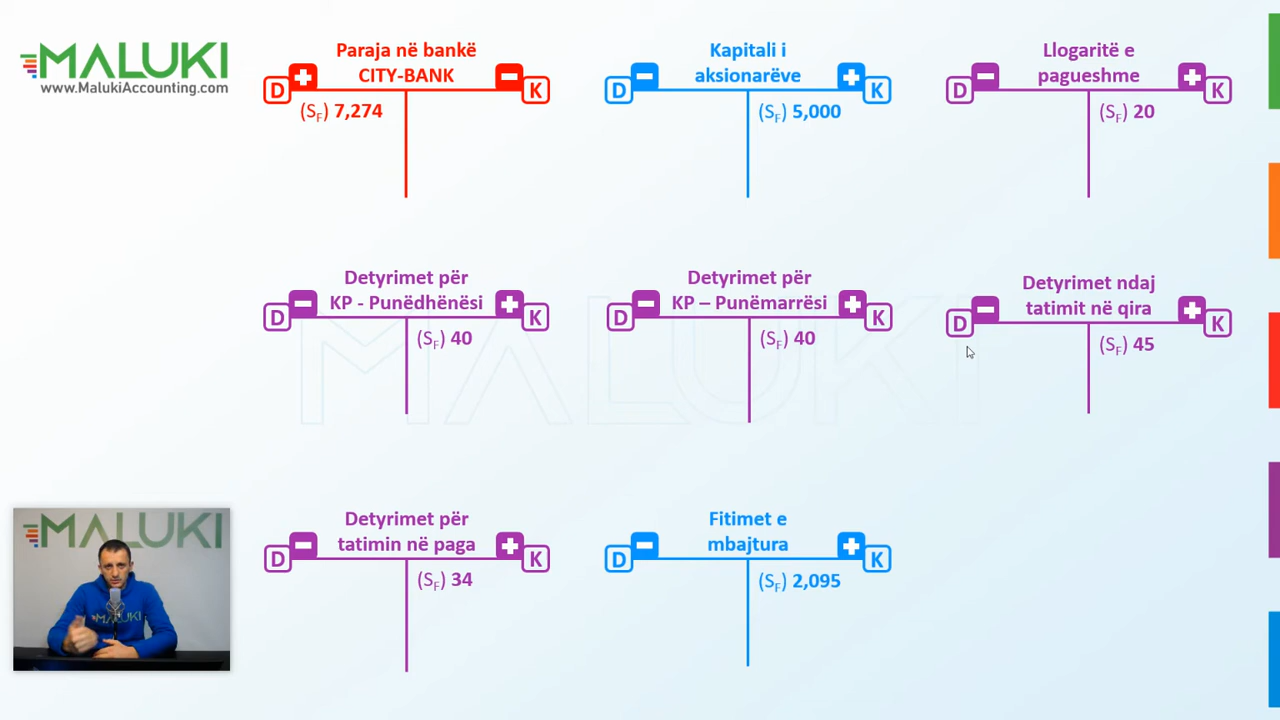 MALUKI
www.MalukiAccounting.com
Paraja në bankë
CITY-BANK
D + − K
(SF) 7,274
Kapitali i
aksionarëve
D − + K
(SF) 5,000
Llogaritë e
pagueshme
D − + K
(SF) 20
Detyrimet për
KP - Punëdhënësi
D − + K
(SF) 40
Detyrimet për
KP – Punëmarrësi
D − + K
(SF) 40
Detyrimet ndaj
tatimit në qira
D − + K
(SF) 45
MALUKI
Detyrimet për
tatimin në paga
D − + K
(SF) 34
Fitimet e
mbajtura
D − + K
(SF) 2,095
MALUKI
MALUKI